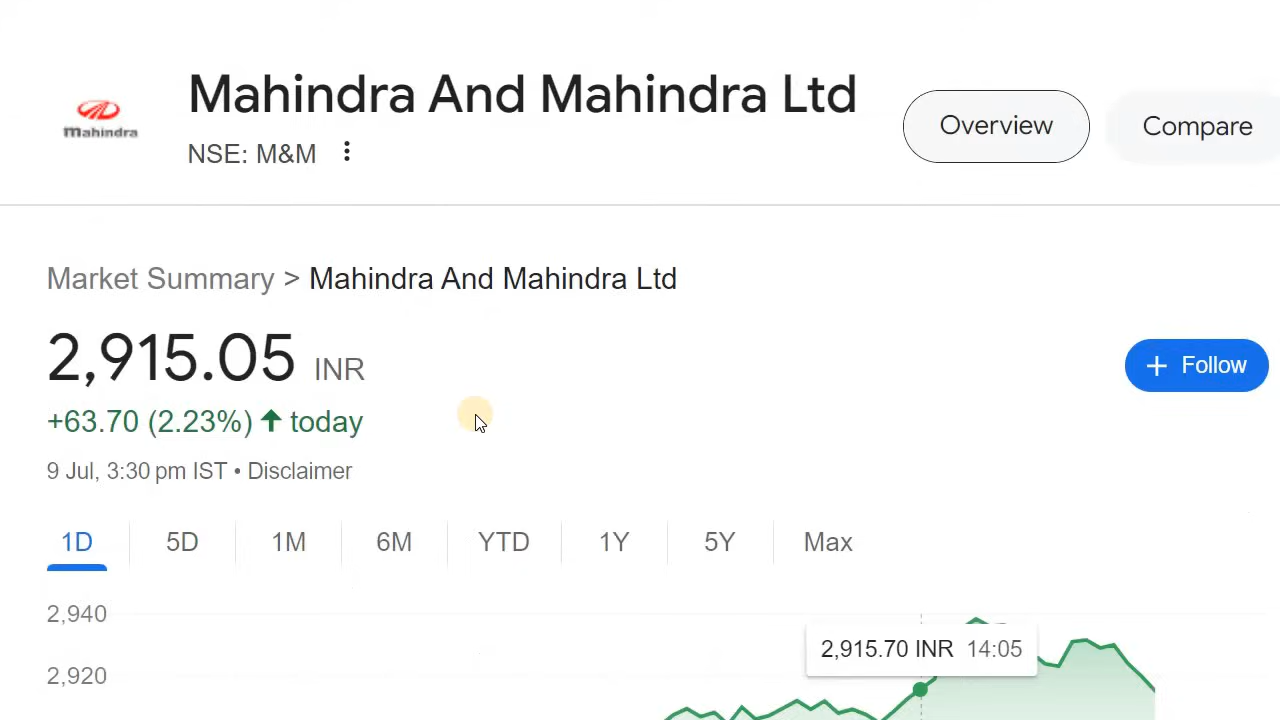 Mahindra And Mahindra Ltd
mahindra
NSE: M&M
Overview
Compare
Market Summary > Mahindra And Mahindra Ltd
2,915.05 INR
+ Follow
+63.70 (2.23%) ↑ today
9 Jul, 3:30 pm IST • Disclaimer
1D 5D 1M 6M YTD 1Y 5Y Max
2,940
2,915.70 INR 14:05
2,920